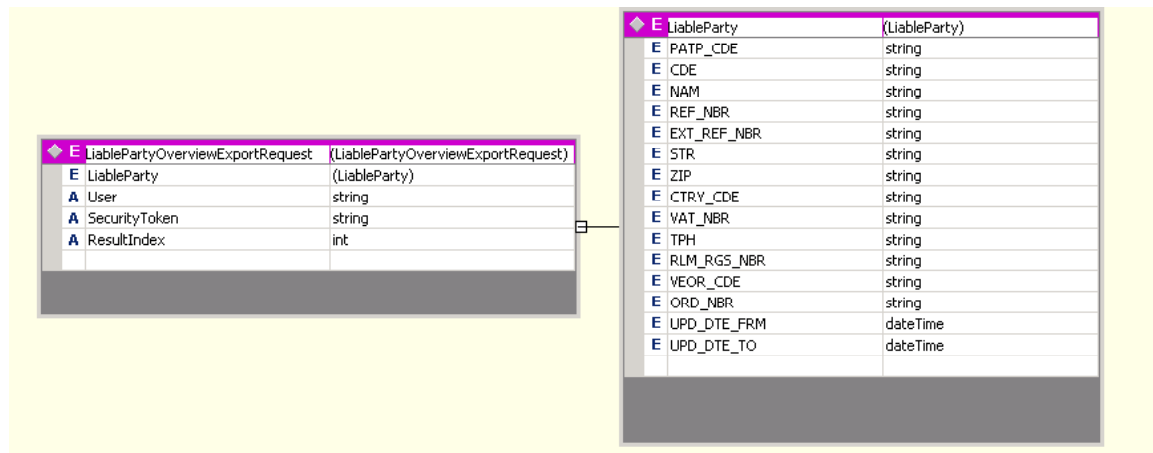 E LiablePartyOverviewExportRequest (LiablePartyOverviewExportRequest)
E LiableParty (LiableParty)
A User string
A SecurityToken string
A ResultIndex int
E LiableParty (LiableParty)
E PATP_CDE string
E CDE string
E NAM string
E REF_NBR string
E EXT_REF_NBR string
E STR string
E ZIP string
E CTRY_CDE string
E VAT_NBR string
E TPH string
E RLM_RGS_NBR string
E VEOR_CDE string
E ORD_NBR string
E UPD_DTE_FRM dateTime
E UPD_DTE_TO dateTime